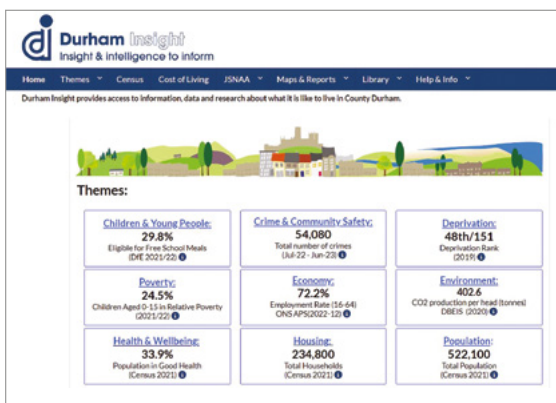 Durham Insight
Insight & intelligence to inform
Home Themes Census Cost of Living JSNAA Maps & Reports Library Help & Info
Durham Insight provides access to information, data and research about what it is like to live in County Durham.
Themes:
Children & Young People:
29.8%
Eligible for Free School Meals
(DfE 2021/22)
Crime & Community Safety:
54,080
Total number of crimes
(Jul-22 - Jun-23)
Deprivation:
48th/151
Deprivation Rank
(2019)
Poverty:
24.5%
Children Aged 0-15 in Relative Poverty
(2021/22)
Economy:
72.2%
Employment Rate (16-64)
ONS APS(2022-12)
Environment:
402.6
CO2 production per head (tonnes)
DBEIS (2020)
Health & Wellbeing:
33.9%
Population in Good Health
(Census 2021)
Housing:
234,800
Total Households
(Census 2021)
Population:
522,100
Total Population
(Census 2021)